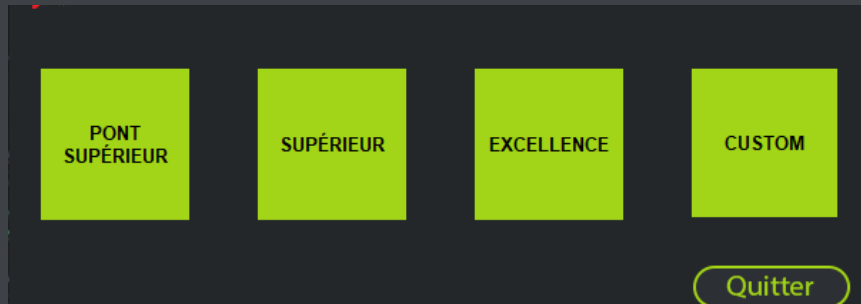 PONT
SUPÉRIEUR
SUPÉRIEUR
EXCELLENCE
CUSTOM
Quitter